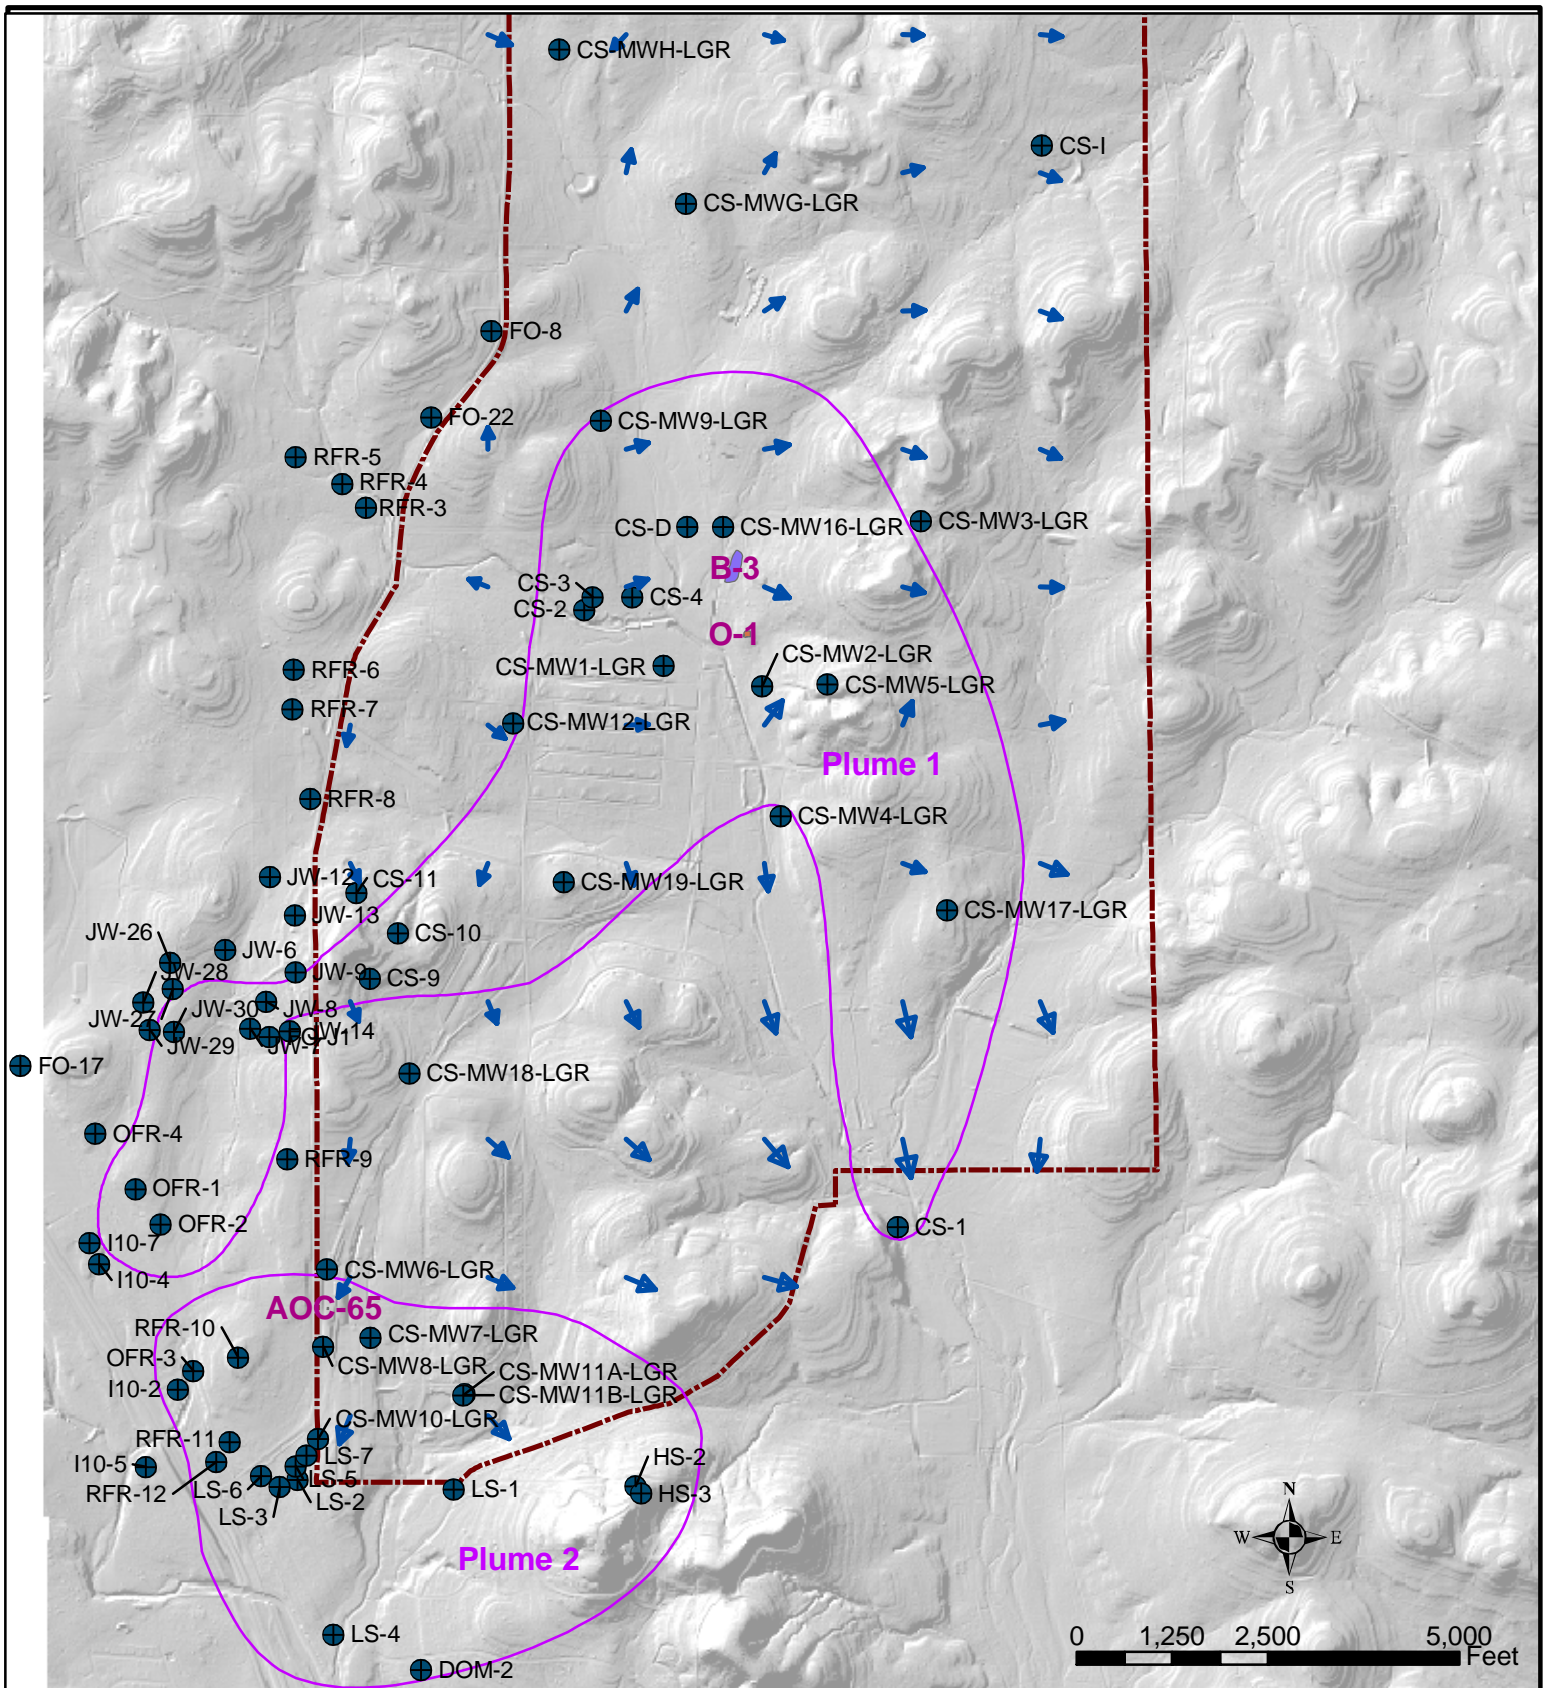 CS-MWH-LGR
CS-I
CS-MWG-LGR
FO-8
FO-22
CS-MW9-LGR
RFR-5
RFR-4
RFR-3
CS-D
CS-MW16-LGR
CS-MW3-LGR
B-3
CS-3
CS-4
CS-2
O-1
CS-MW2-LGR
CS-MW1-LGR
CS-MW5-LGR
RFR-6
RFR-7
CS-MW12-LGR
Plume 1
RFR-8
CS-MW4-LGR
JW-12
CS-11
CS-MW19-LGR
JW-13
CS-MW17-LGR
JW-26
CS-10
JW-6
JW-28
JW-9
CS-9
JW-27
JW-30
JW-8
JW-29
JW-7
JW-14
FO-17
CS-MW18-LGR
OFR-4
RFR-9
OFR-1
OFR-2
CS-1
I10-7
I10-4
CS-MW6-LGR
AOC-65
RFR-10
CS-MW7-LGR
OFR-3
CS-MW8-LGR
CS-MW11A-LGR
I10-2
CS-MW11B-LGR
CS-MW10-LGR
RFR-11
LS-7
HS-2
I10-5
LS-5
RFR-12
LS-6
LS-1
HS-3
LS-2
LS-3
N
W
E
S
Plume 2
LS-4
DOM-2
0 1,250 2,500 5,000
Feet